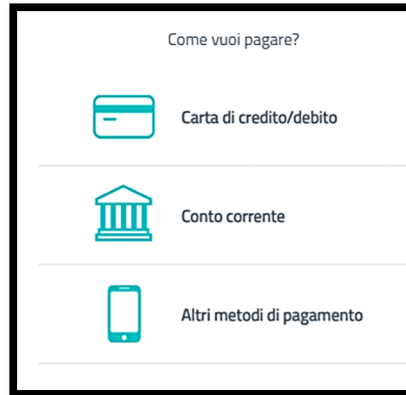 Come vuoi pagare?
Carta di credito/debito
Conto corrente
Altri metodi di pagamento